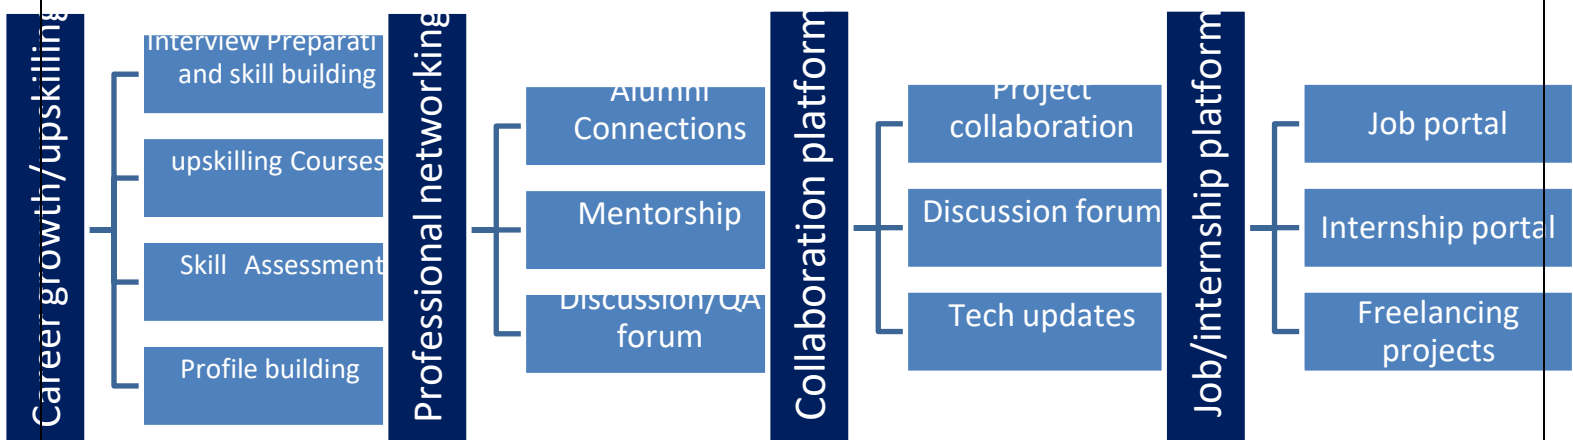 Career growth/upskilling
Interview Preparati
and skill building
upskilling Courses
Skill Assessment
Profile building
Professional networking
Alumni
Connections
Mentorship
Discussion/QA
forum
Collaboration platform
Project
collaboration
Discussion forum
Tech updates
Job/internship platform
Job portal
Internship portal
Freelancing
projects